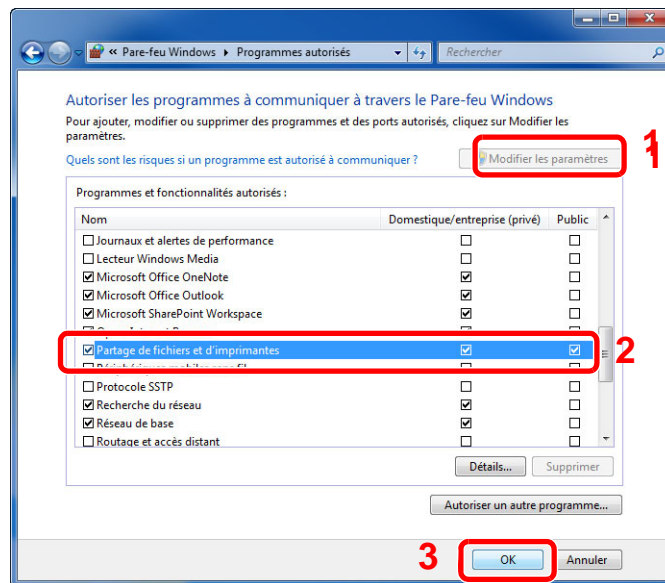 « Pare-feu Windows Programmes autorisés
Rechercher
Autoriser les programmes à communiquer à travers le Pare-feu Windows
Pour ajouter, modifier ou supprimer des programmes et des ports autorisés, cliquez sur Modifier les
paramètres.
1
Quels sont les risques si un programme est autorisé à communiquer ?
Modifier les paramètres
Programmes et fonctionnalités autorisés :
Nom Domestique/entreprise (privé) Public
Journaux et alertes de performance
Lecteur Windows Media
Microsoft Office OneNote
Microsoft Office Outlook
Microsoft SharePoint Workspace
Partage de fichiers et d'imprimantes
2
Protocole SSTP
Recherche du réseau
Réseau de base
Routage et accès distant
Détails... Supprimer
Autoriser un autre programme...
3
OK Annuler